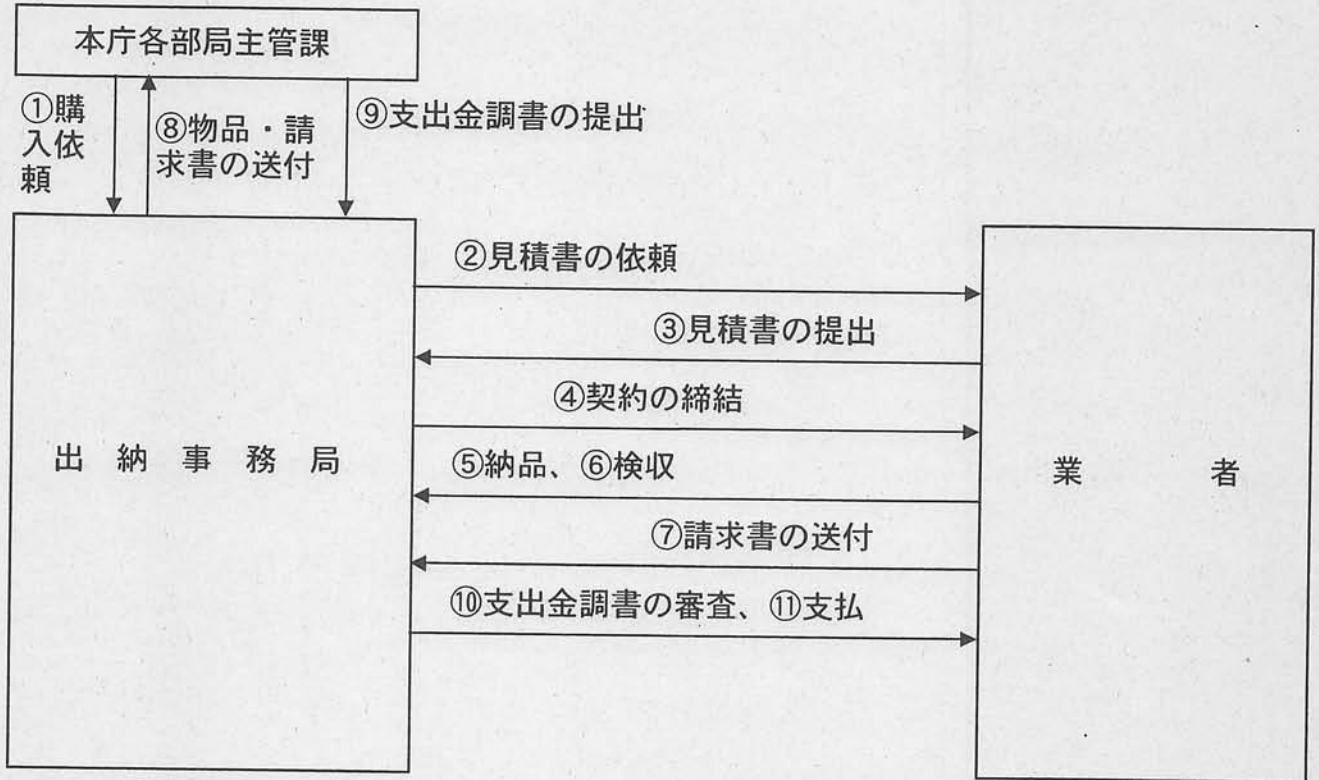 本庁各部局主管課
①購
入依
頼
⑧物品・請
求書の送付
⑨支出金調書の提出
②見積書の依頼
③見積書の提出
④契約の締結
出納事務局
⑤納品、⑥検収
業者
⑦請求書の送付
⑩支出金調書の審査、⑪支払